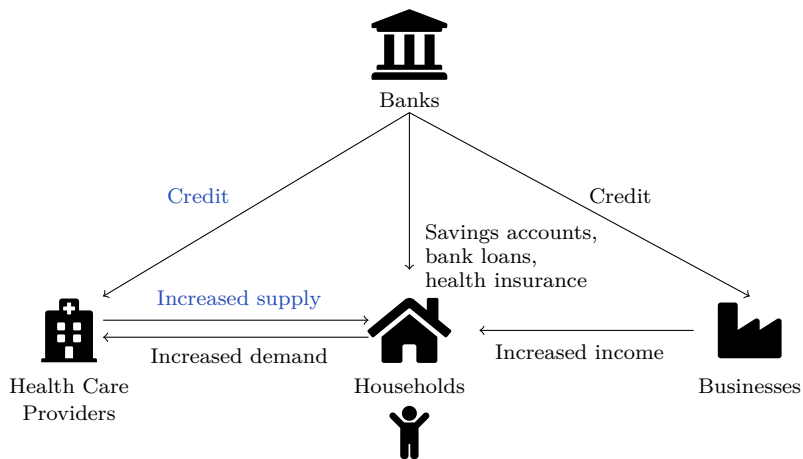 Banks
Credit
Credit
Savings accounts,
bank loans,
health insurance
Increased supply
Increased demand
Increased income
Health Care
Providers
Households
Businesses